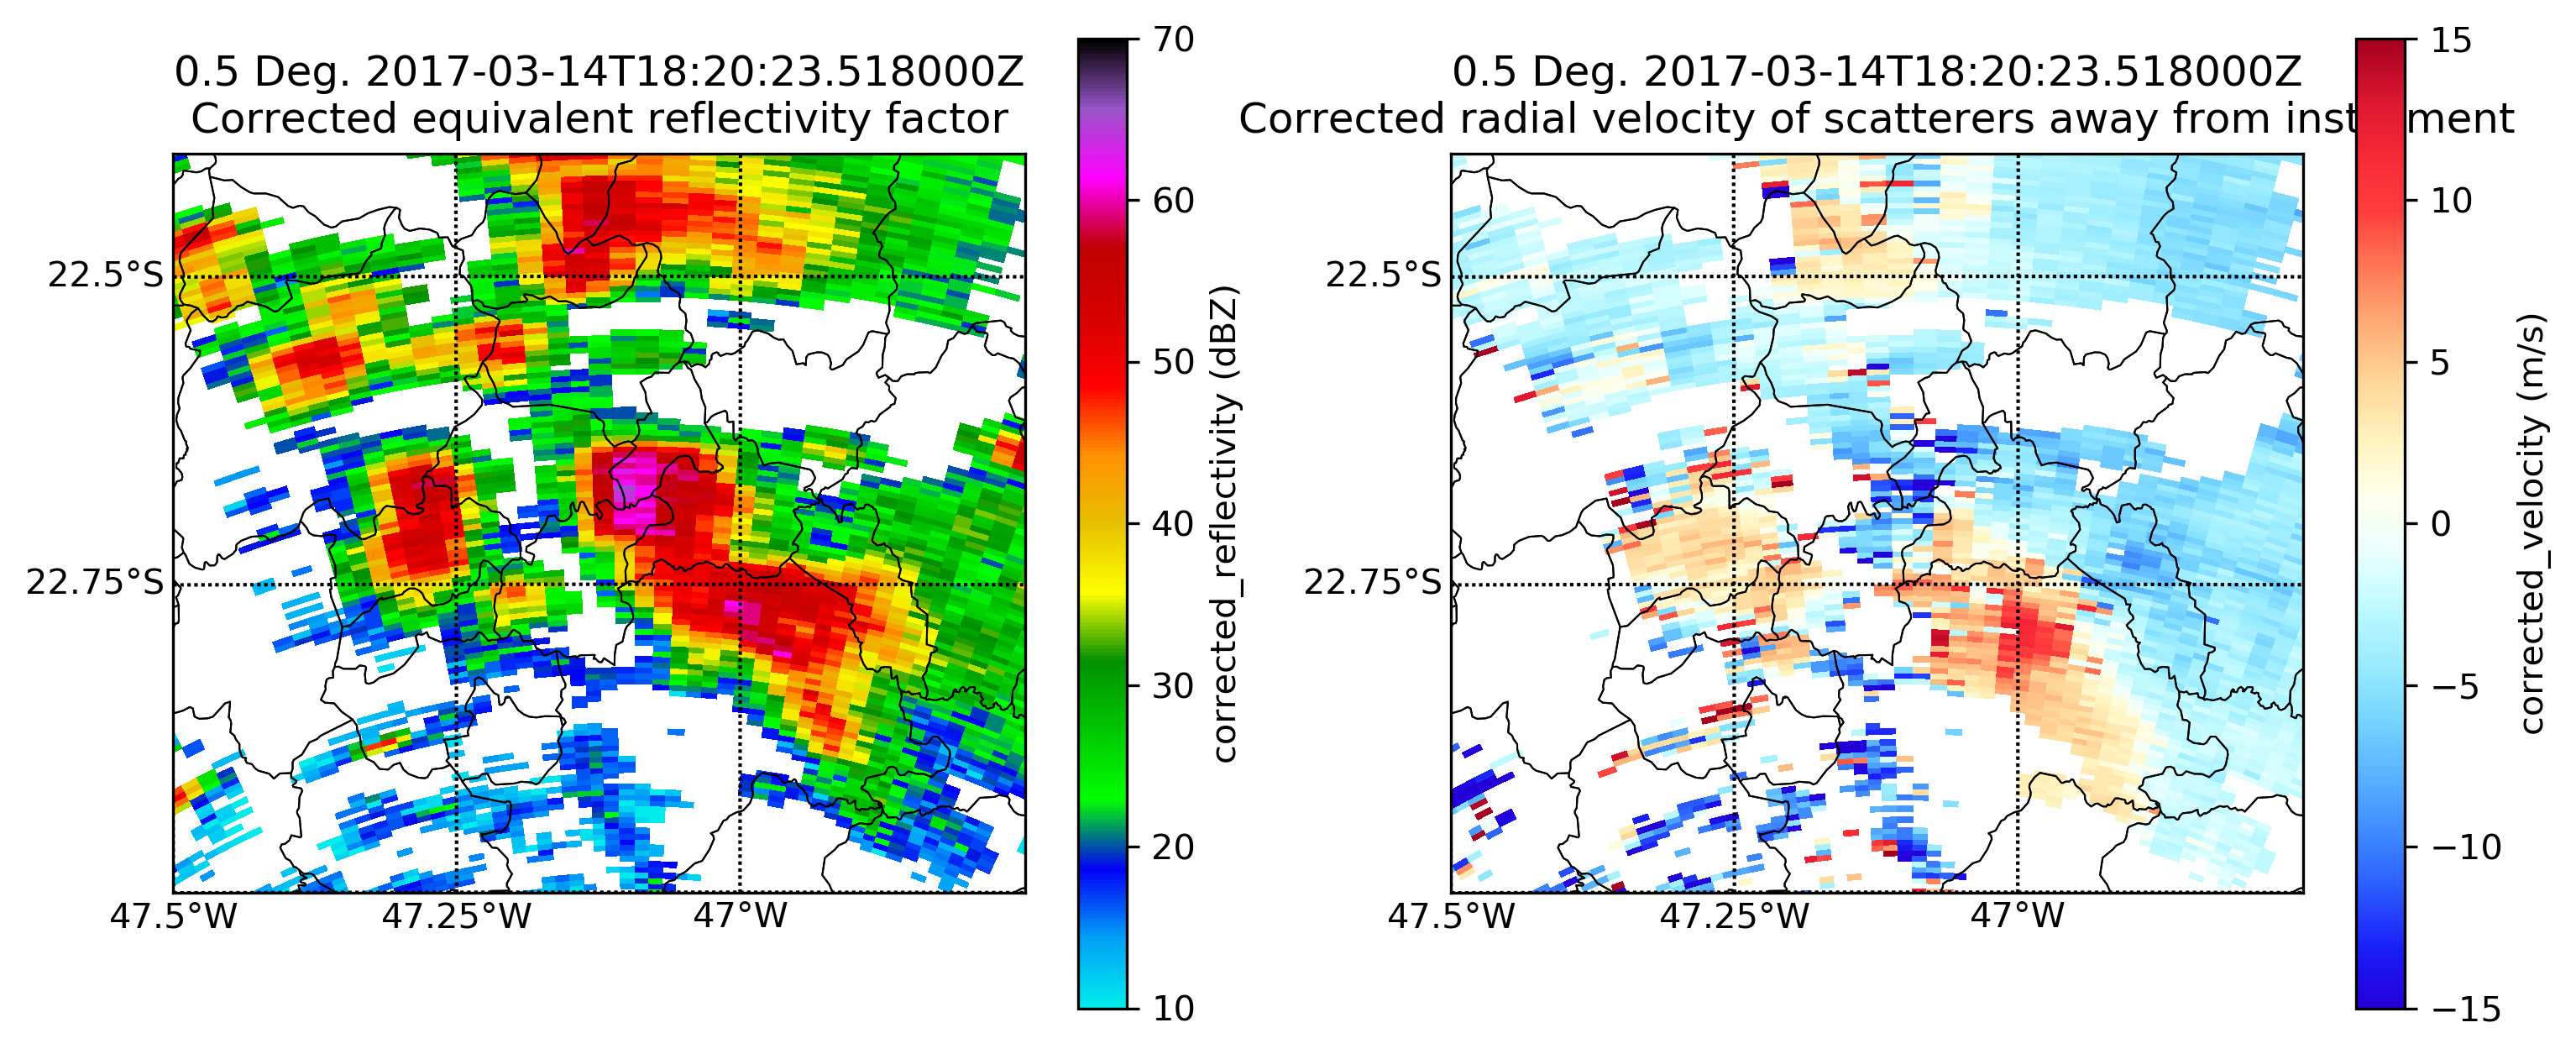 0.5 Deg. 2017-03-14T18:20:23.518000Z
Corrected equivalent reflectivity factor
22.5°S
22.75°S
47.5°W
47.25°W
47°W
70
60
50
40
30
20
10
corrected_reflectivity (dBZ)
0.5 Deg. 2017-03-14T18:20:23.518000Z
Corrected radial velocity of scatterers away from inst ment
22.5°S
22.75°S
47.5°W
47.25°W
47°W
15
10
5
0
−5
−10
−15
corrected_velocity (m/s)